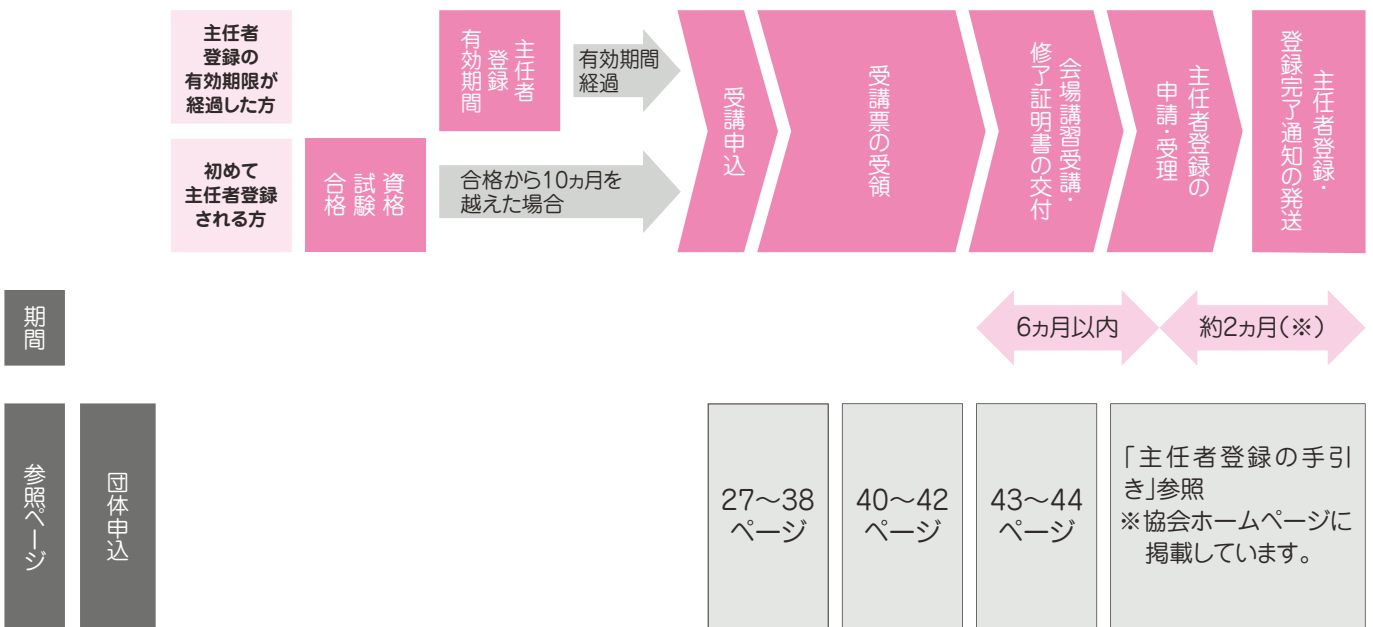 主任者
登録の
有効期限が
経過した方
主任者
登録
有効期間
有効期間
経過
初めて
主任者登録
される方
資格
試験
合格
合格から10ヵ月を
越えた場合
受講申込
受講票の受領
会場講習受講・
修了証明書の交付
主任者登録の
申請・受理
主任者登録・
登録完了通知の発送
期間
6ヵ月以内
約2ヵ月(※)
参照ページ
団体申込
27～38
ページ
40～42
ページ
43～44
ページ
「主任者登録の手引
き」参照
※協会ホームページに
掲載しています。